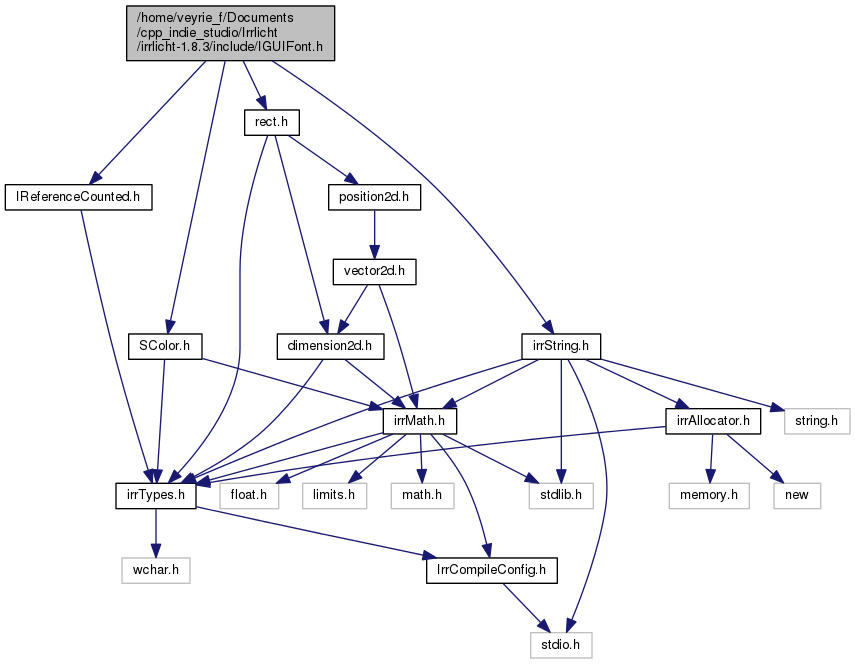 /home/veyrie_f/Documents
/cpp_indie_studio/Irrlicht
/irrlicht-1.8.3/include/IGUIFont.h
rect.h
IReferenceCounted.h
position2d.h
vector2d.h
SColor.h
dimension2d.h
irrString.h
irrMath.h
irrAllocator.h
string.h
irrTypes.h
float.h
limits.h
math.h
stdlib.h
memory.h
new
wchar.h
IrrCompileConfig.h
stdio.h